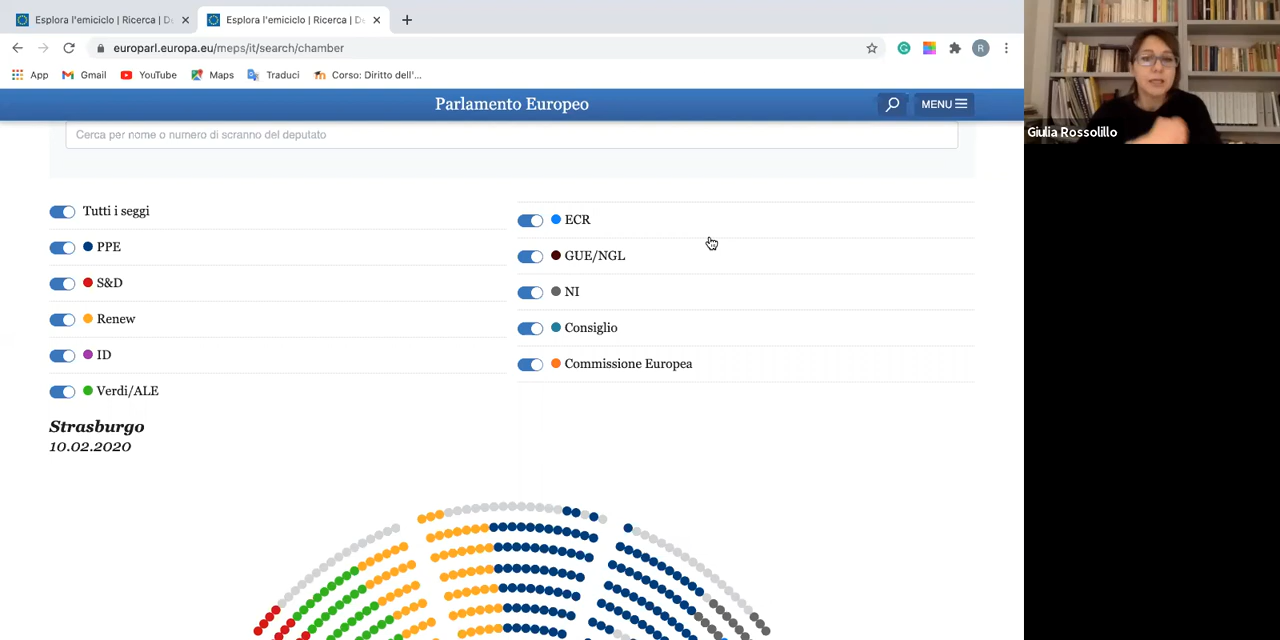 Esplora l'emiciclo | Ricerca | De
Esplora l'emiciclo | Ricerca | De
europarl.europa.eu/meps/it/search/chamber
R
App
Gmail
YouTube
Maps
Traduci
Corso: Diritto dell'...
Parlamento Europeo
MENU
Cerca per nome o numero di scranno del deputato
Tutti i seggi
PPE
S&D
Renew
ID
Verdi/ALE
ECR
GUE/NGL
NI
Consiglio
Commissione Europea
Strasburgo
10.02.2020
Giulia Rossolillo